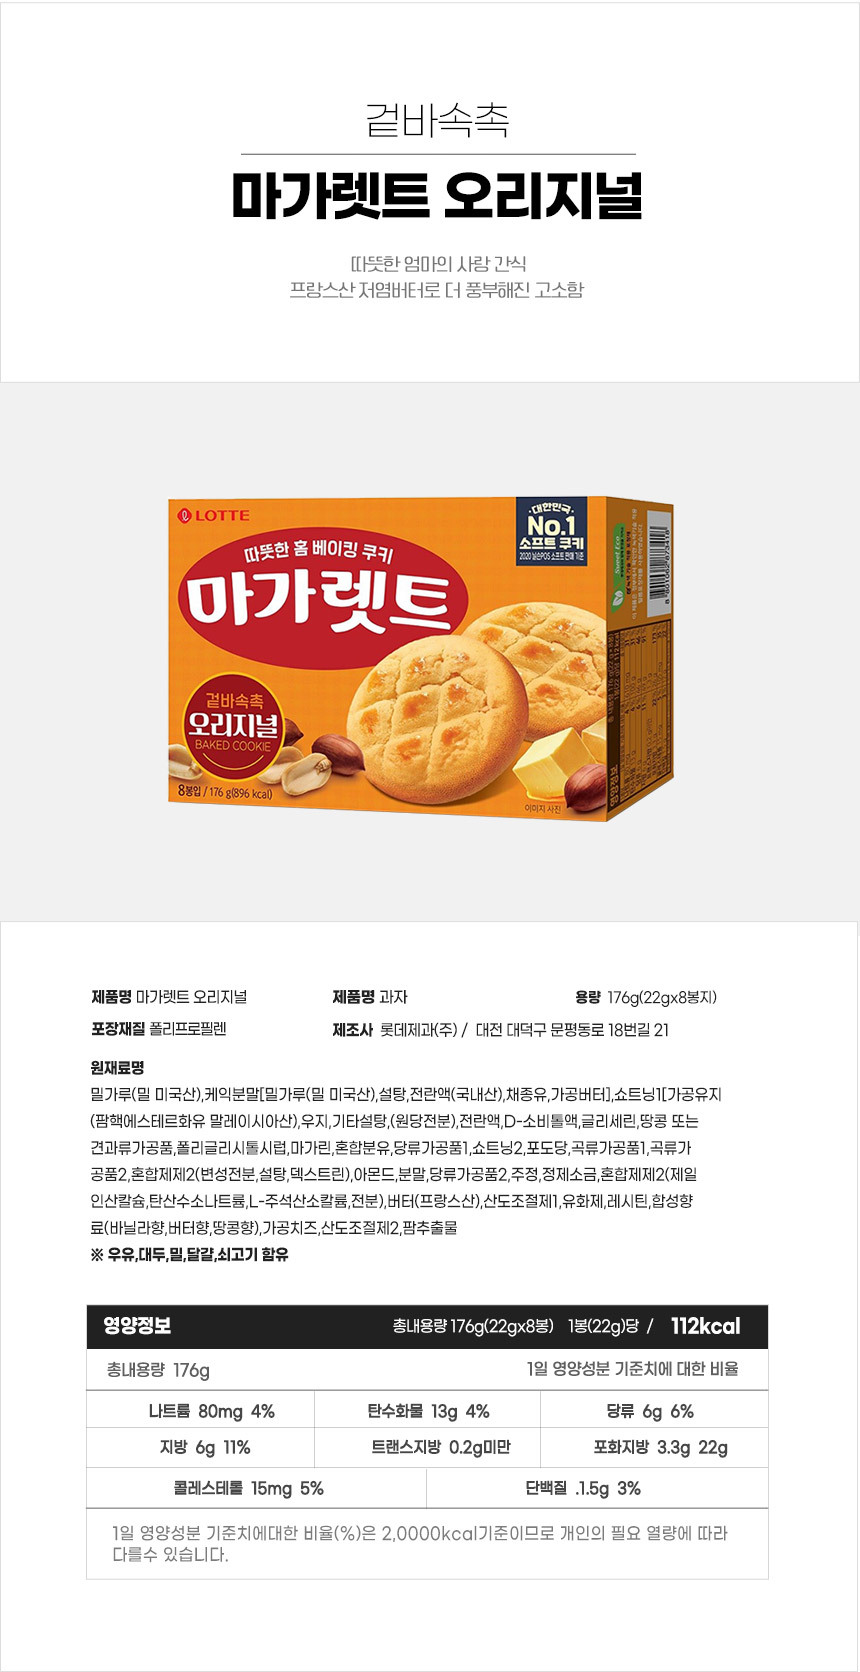 겉바속촉
마가렛트 오리지널
따뜻한 엄마의 사랑 간식
프랑스산 저염버터로 더 풍부해진 고소함
LOTTE
·대한민국·
No.1
소프트 쿠키
2020 닐슨POS 소프트 판매 기준
따뜻한 홈 베이킹 쿠키
마가렛트
Sweet Eco
겉바속촉
오리지널
BAKED COOKIE
8봉입 / 176 g(896 kcal)
이미지 사진
영양정보
제품명 마가렛트 오리지널 제품명 과자 용량 176g(22gx8봉지)
포장재질 폴리프로필렌 제조사 롯데제과(주) / 대전 대덕구 문평동로 18번길 21
원재료명
밀가루(밀 미국산),케익분말[밀가루(밀 미국산),설탕,전란액(국내산),채종유,가공버터],쇼트닝1[가공유지
(팜핵에스테르화유 말레이시아산),우지,기타설탕,(원당전분),전란액,D-소비톨액,글리세린,땅콩 또는
견과류가공품,폴리글리시톨시럽,마가린,혼합분유,당류가공품1,쇼트닝2,포도당,곡류가공품1,곡류가
공품2,혼합제제2(변성전분,설탕,덱스트린),아몬드,분말,당류가공품2,주정,정제소금,혼합제제2(제일
인산칼슘,탄산수소나트륨,L-주석산소칼륨,전분),버터(프랑스산),산도조절제1,유화제,레시틴,합성향
료(바닐라향,버터향,땅콩향),가공치즈,산도조절제2,팜추출물
※ 우유,대두,밀,달걀,쇠고기 함유
영양정보 총내용량 176g(22gx8봉) 1봉(22g)당 / 112kcal
총내용량 176g 1일 영양성분 기준치에 대한 비율
나트륨 80mg 4% 탄수화물 13g 4% 당류 6g 6%
지방 6g 11% 트랜스지방 0.2g미만 포화지방 3.3g 22g
콜레스테롤 15mg 5% 단백질 .1.5g 3%
1일 영양성분 기준치에대한 비율(%)은 2,0000kcal기준이므로 개인의 필요 열량에 따라
다를수 있습니다.